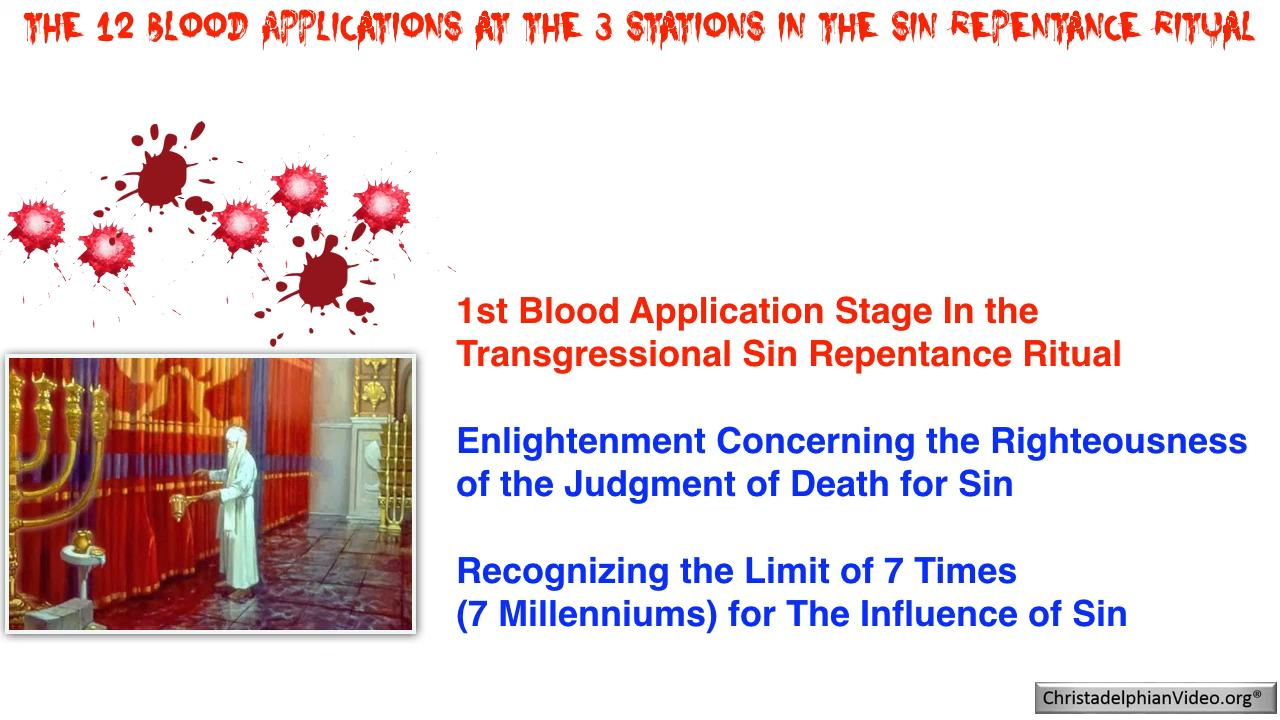 THE 12 BLOOD APPLICATIONS AT THE 3 STATIONS IN THE SIN REPENTANCE RITUAL
1st Blood Application Stage In the
Transgressional Sin Repentance Ritual
Enlightenment Concerning the Righteousness
of the Judgment of Death for Sin
Recognizing the Limit of 7 Times
(7 Millenniums) for The Influence of Sin
ChristadelphianVideo.org®